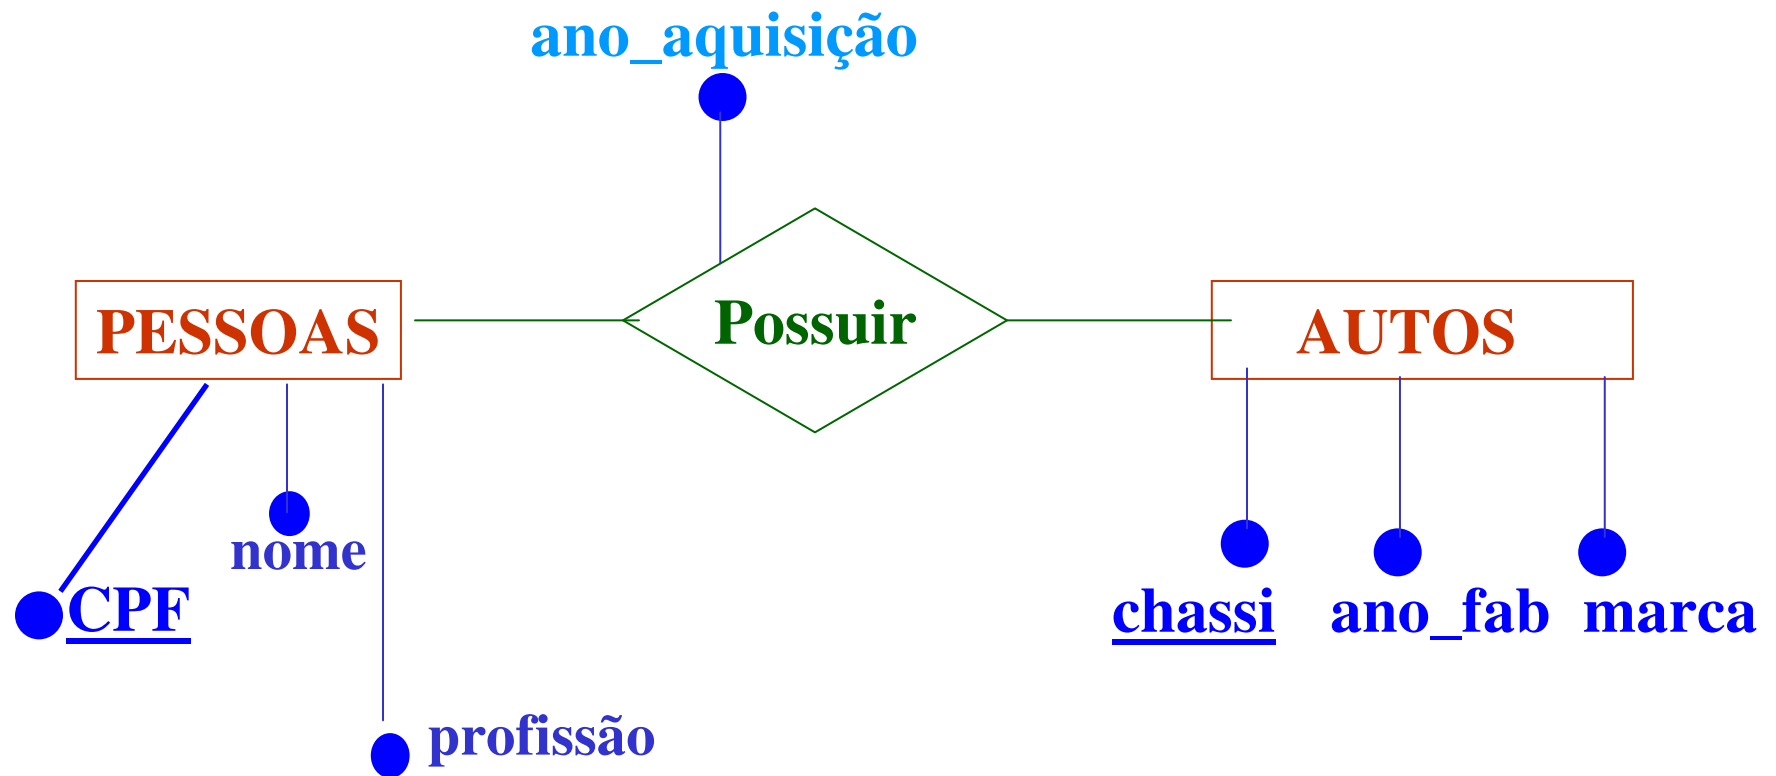 ano_aquisição
PESSOAS
Possuir
AUTOS
nome
CPF
chassi
ano_fab
marca
profissão